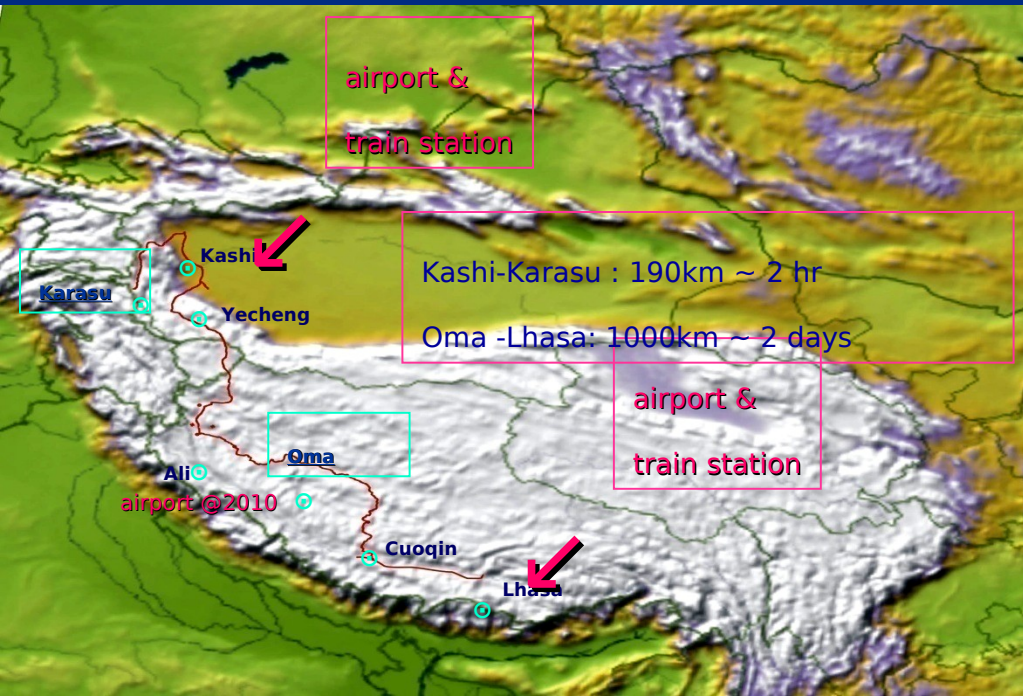 airport &
train station
Kashi
Karasu
Kashi-Karasu : 190km ~ 2 hr
Yecheng
Oma -Lhasa: 1000km ~ 2 days
airport &
train station
Oma
Ali
airport @2010
Cuoqin
Lhasa